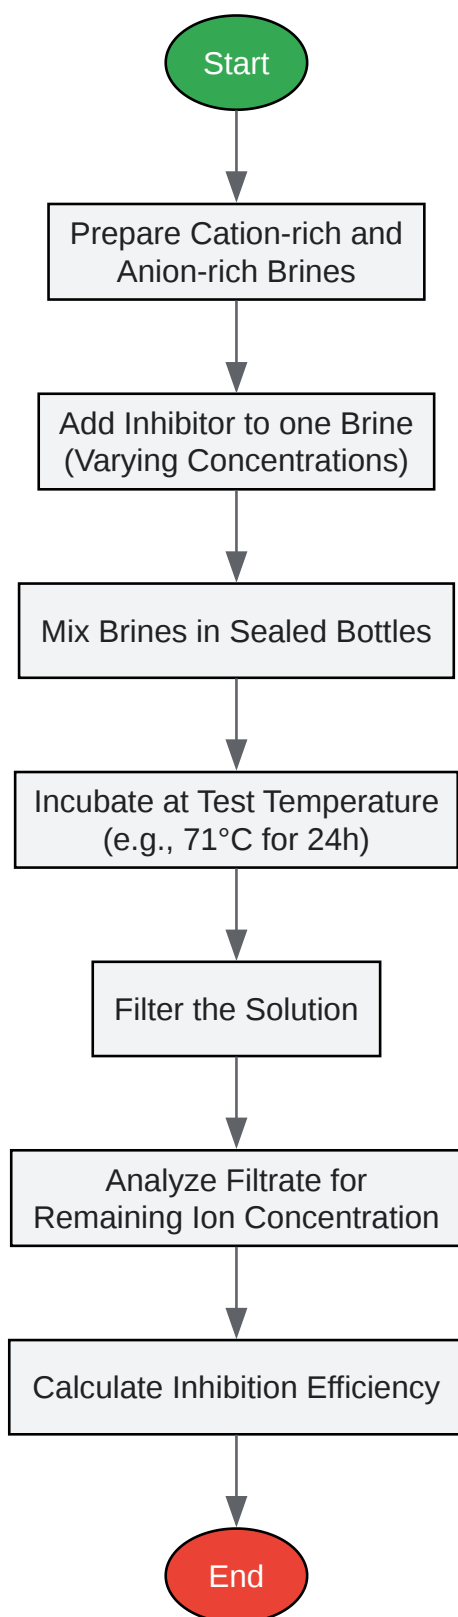 Start
Prepare Cation-rich and
Anion-rich Brines
Add Inhibitor to one Brine
(Varying Concentrations)
Mix Brines in Sealed Bottles
Incubate at Test Temperature
(e.g., 71°C for 24h)
Filter the Solution
Analyze Filtrate for
Remaining Ion Concentration
Calculate Inhibition Efficiency
End